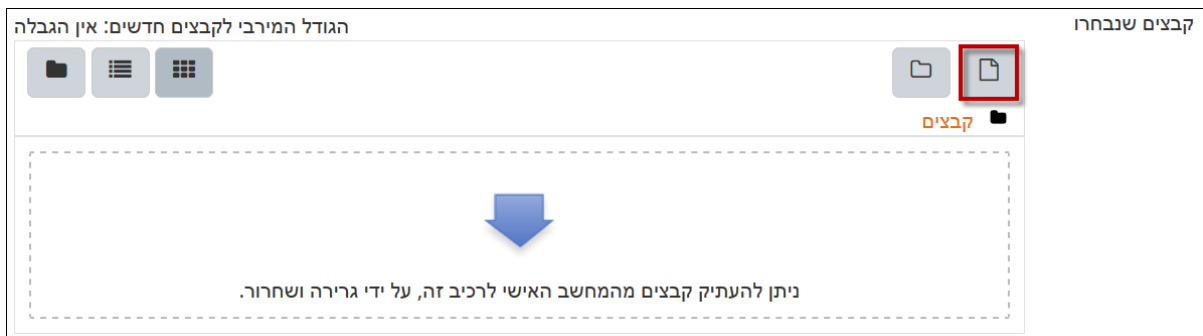 קבצים שנבחרו
הגודל המירבי לקבצים חדשים: אין הגבלה
קבצים
ניתן להעתיק קבצים מהמחשב האישי לרכיב זה, על ידי גרירה ושחרור.